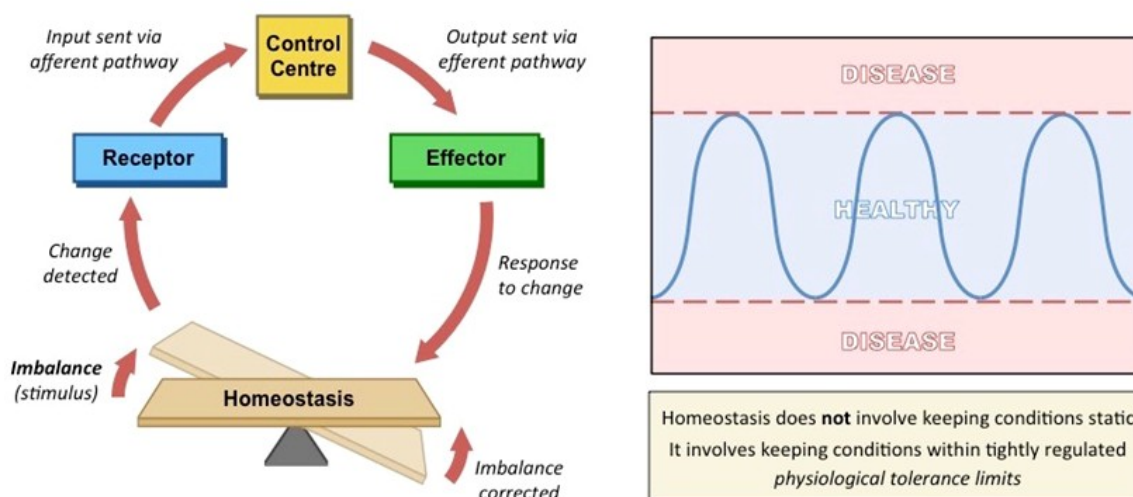 Input sent via
afferent pathway
Control
Centre
Output sent via
efferent pathway
Receptor
Effector
Change
detected
Response
to change
Imbalance
(stimulus)
Homeostasis
Imbalance
corrected
DISEASE
HEALTHY
DISEASE
Homeostasis does not involve keeping conditions static
It involves keeping conditions within tightly regulated
physiological tolerance limits